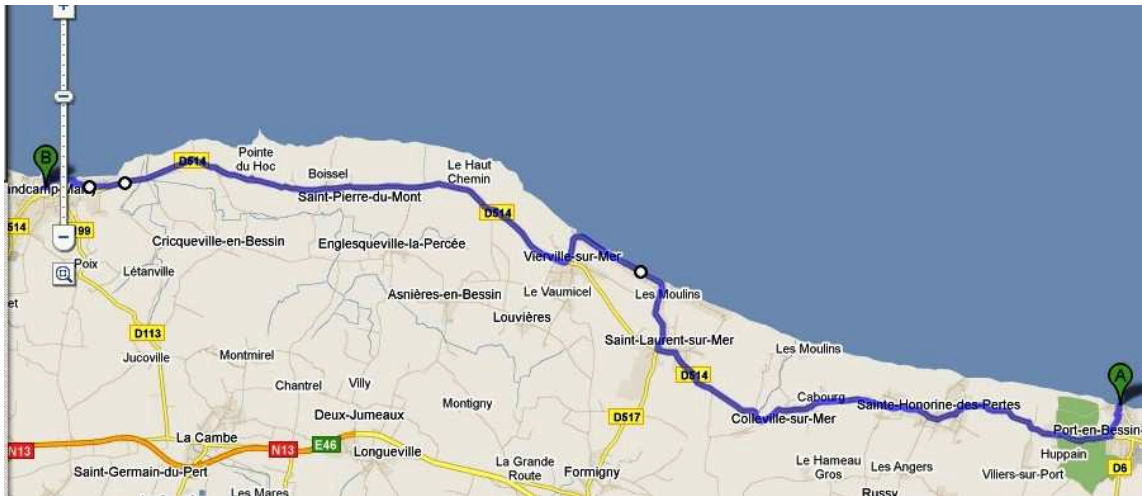 B
D514
Pointe
du Hoc
Boissel
Le Haut
Chemin
Saint-Pierre-du-Mont
D514
514
Cricqueville-en-Bessin
Englesqueville-la-Percée
Vierville-sur-Mer
Poix
Létanville
et
Asnières-en-Bessin
Le Vaumicel
Les Moulins
Louvières
D113
Saint-Laurent-sur-Mer
Jucoville
Montmirel
Les Moulins
D514
A
Chantrel
Villy
Montigny
Cabourg
Sainte-Honorine-des-Pertes
Deux-Jumeaux
D517
Colleville-sur-Mer
Port-en-Bessin-
La Cambe
N13
N13
E46
Longueville
Huppain
Saint-Germain-du-Pert
La Grande
Route
Formigny
Le Hameau
Gros
Les Angers
Viliers-sur-Port
D6
Les Mares
Russy